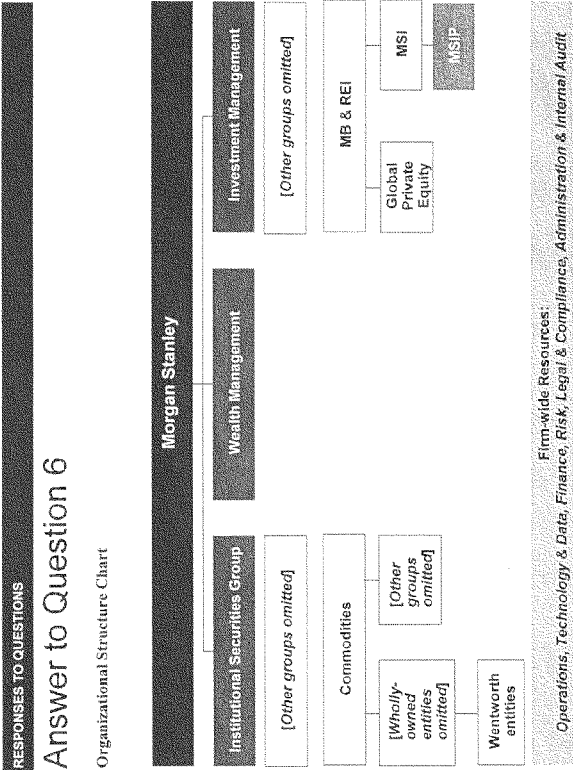 RESPONSES TO QUESTIONS
Answer to Question 6
Organizational Structure Chart
Morgan Stanley
Institutional Securities Group
Wealth Management
Investment Management
[Other groups omitted]
[Other groups omitted]
Commodities
MB & REI
[Wholly-
owned
entities
omitted]
[Other
groups
omitted]
Global
Private
Equity
MSI
Wentworth
entities
MSIP
Firm-wide Resources:
Operations, Technology & Data, Finance, Risk, Legal & Compliance, Administration & Internal Audit